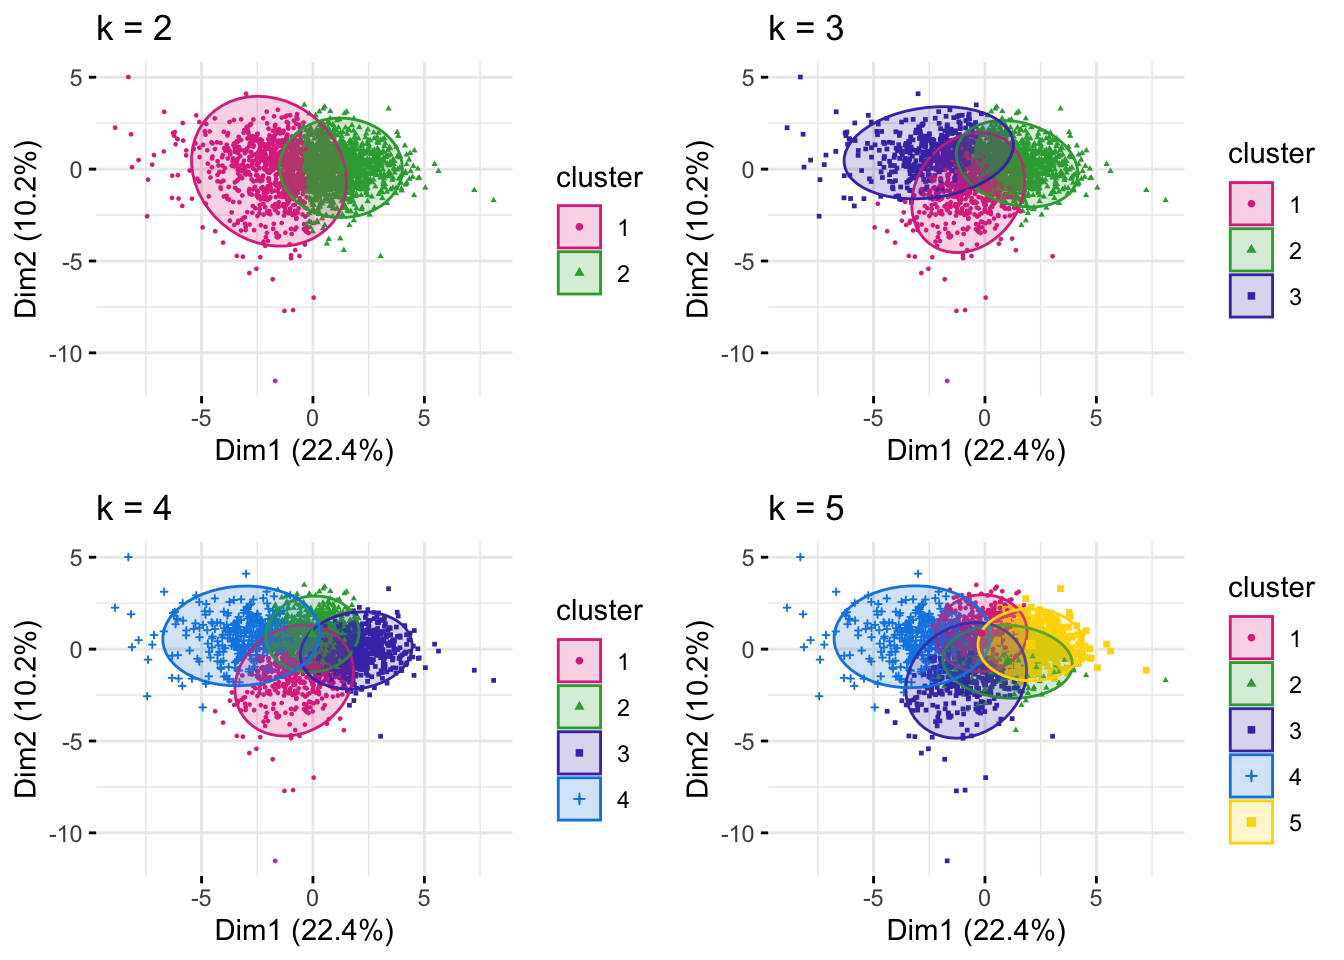 k = 2
5
0
-5
-10
-5 0 5
Dim1 (22.4%)
Dim2 (10.2%)
cluster
1
2
k = 3
5
0
-5
-10
-5 0 5
Dim1 (22.4%)
Dim2 (10.2%)
cluster
1
2
3
k = 4
5
0
-5
-10
-5 0 5
Dim1 (22.4%)
Dim2 (10.2%)
cluster
1
2
3
4
k = 5
5
0
-5
-10
-5 0 5
Dim1 (22.4%)
Dim2 (10.2%)
cluster
1
2
3
4
5